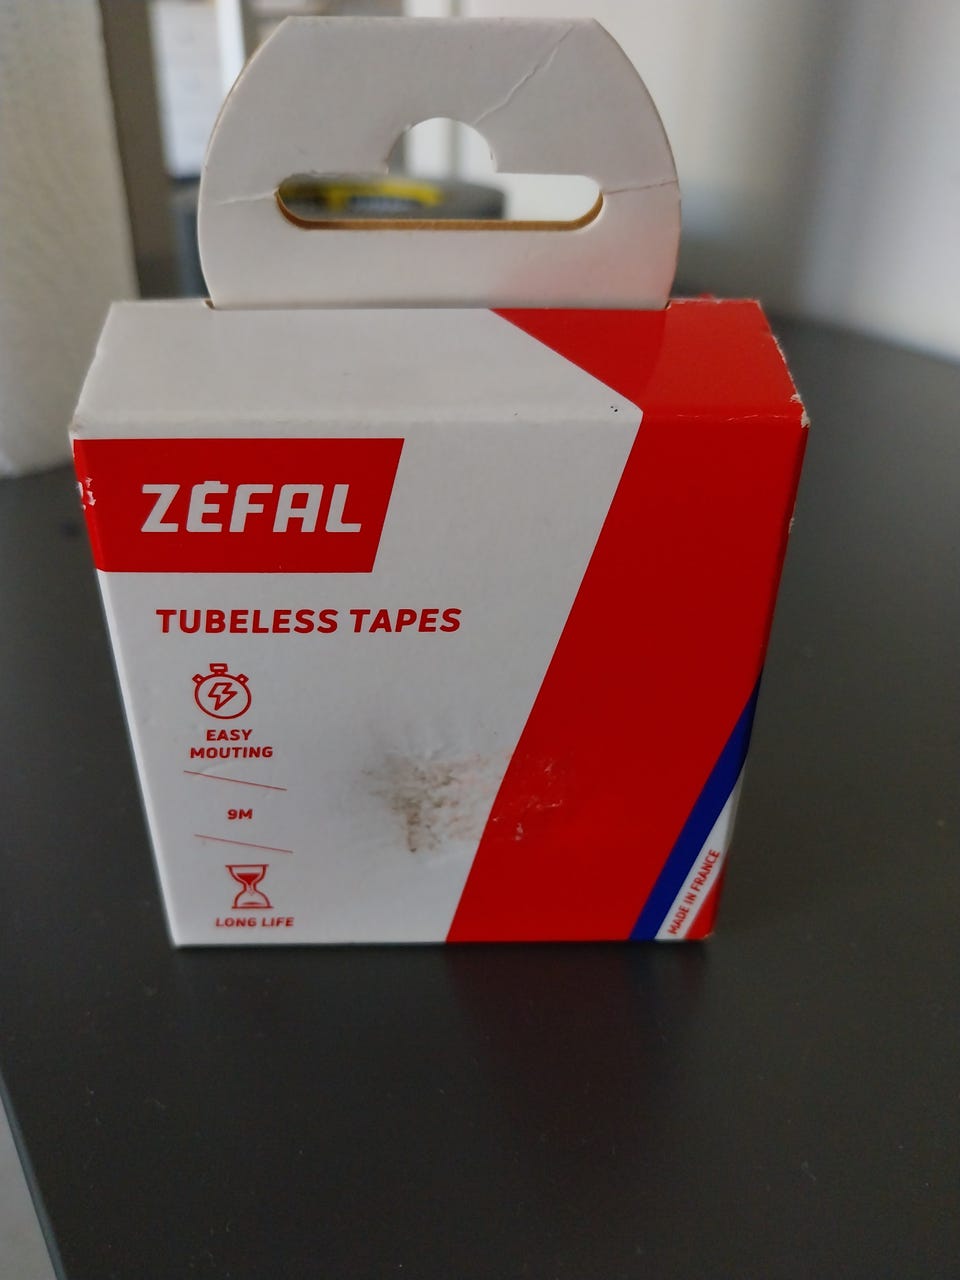 ZÉFAL
TUBELESS TAPES
EASY
MOUTING
9M
LONG LIFE
MADE IN FRANCE